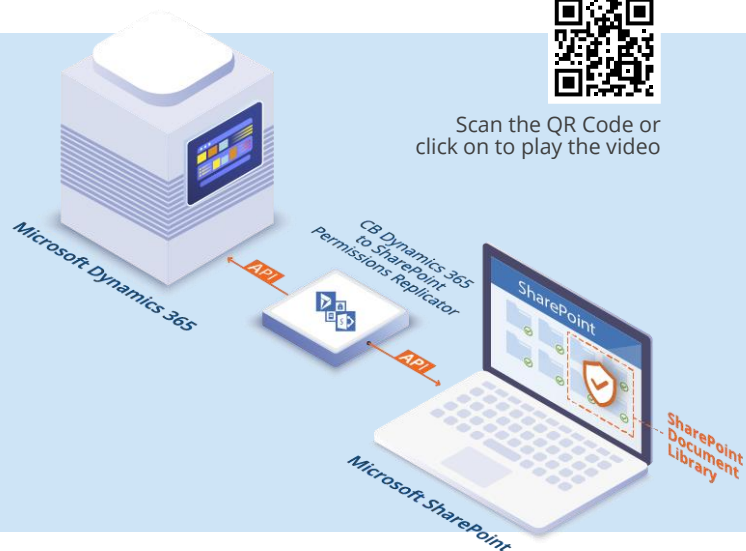 Scan the QR Code or
click on to play the video
Microsoft Dynamics 365
API
CB Dynamics 365
to SharePoint
Permissions Replicator
API
SharePoint
SharePoint
Document
Library
Microsoft SharePoint